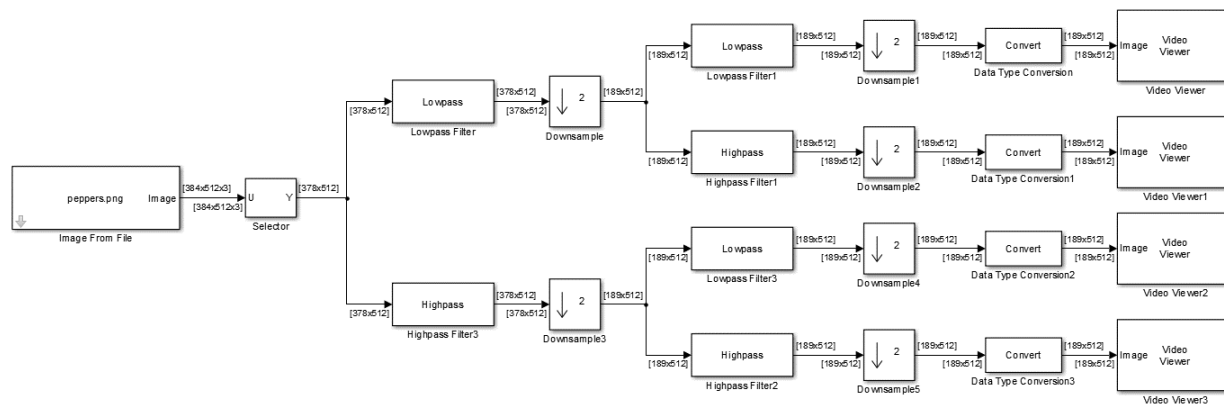 peppers.png Image
Image From File
[384x512x3]
[384x512x3]
U Y
Selector
[378x512]
[378x512]
Lowpass
Lowpass Filter
[378x512]
[378x512]
2
Downsample
[189x512]
[189x512]
Lowpass
Lowpass Filter1
[189x512]
[189x512]
2
Downsample1
[189x512]
[189x512]
Convert
Data Type Conversion
[189x512]
[189x512]
Image Video Viewer
Video Viewer
[189x512]
Highpass
Highpass Filter1
[189x512]
[189x512]
2
Downsample2
[189x512]
[189x512]
Convert
Data Type Conversion1
[189x512]
[189x512]
Image Video Viewer
Video Viewer1
[378x512]
Highpass
Highpass Filter3
[378x512]
[378x512]
2
Downsample3
[189x512]
[189x512]
Lowpass
Lowpass Filter3
[189x512]
[189x512]
2
Downsample4
[189x512]
[189x512]
Convert
Data Type Conversion2
[189x512]
[189x512]
Image Video Viewer
Video Viewer2
[189x512]
Highpass
Highpass Filter2
[189x512]
[189x512]
2
Downsample5
[189x512]
[189x512]
Convert
Data Type Conversion3
[189x512]
[189x512]
Image Video Viewer
Video Viewer3